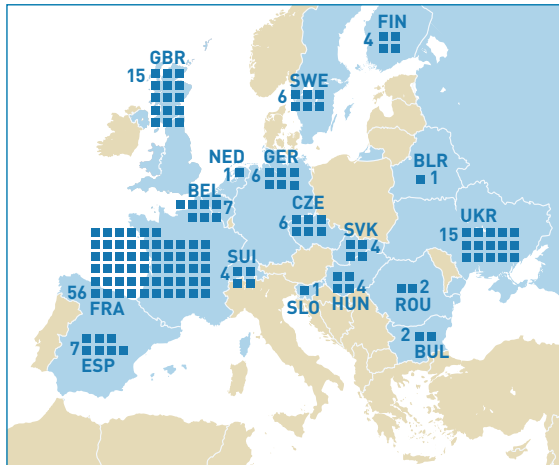 FIN
4
GBR
15
SWE
6
NED
1
GER
6
BLR
1
BEL
7
CZE
6
UKR
15
SVK
4
SUI
4
56
FRA
SLO
1
HUN
4
ROU
2
BUL
2
ESP
7